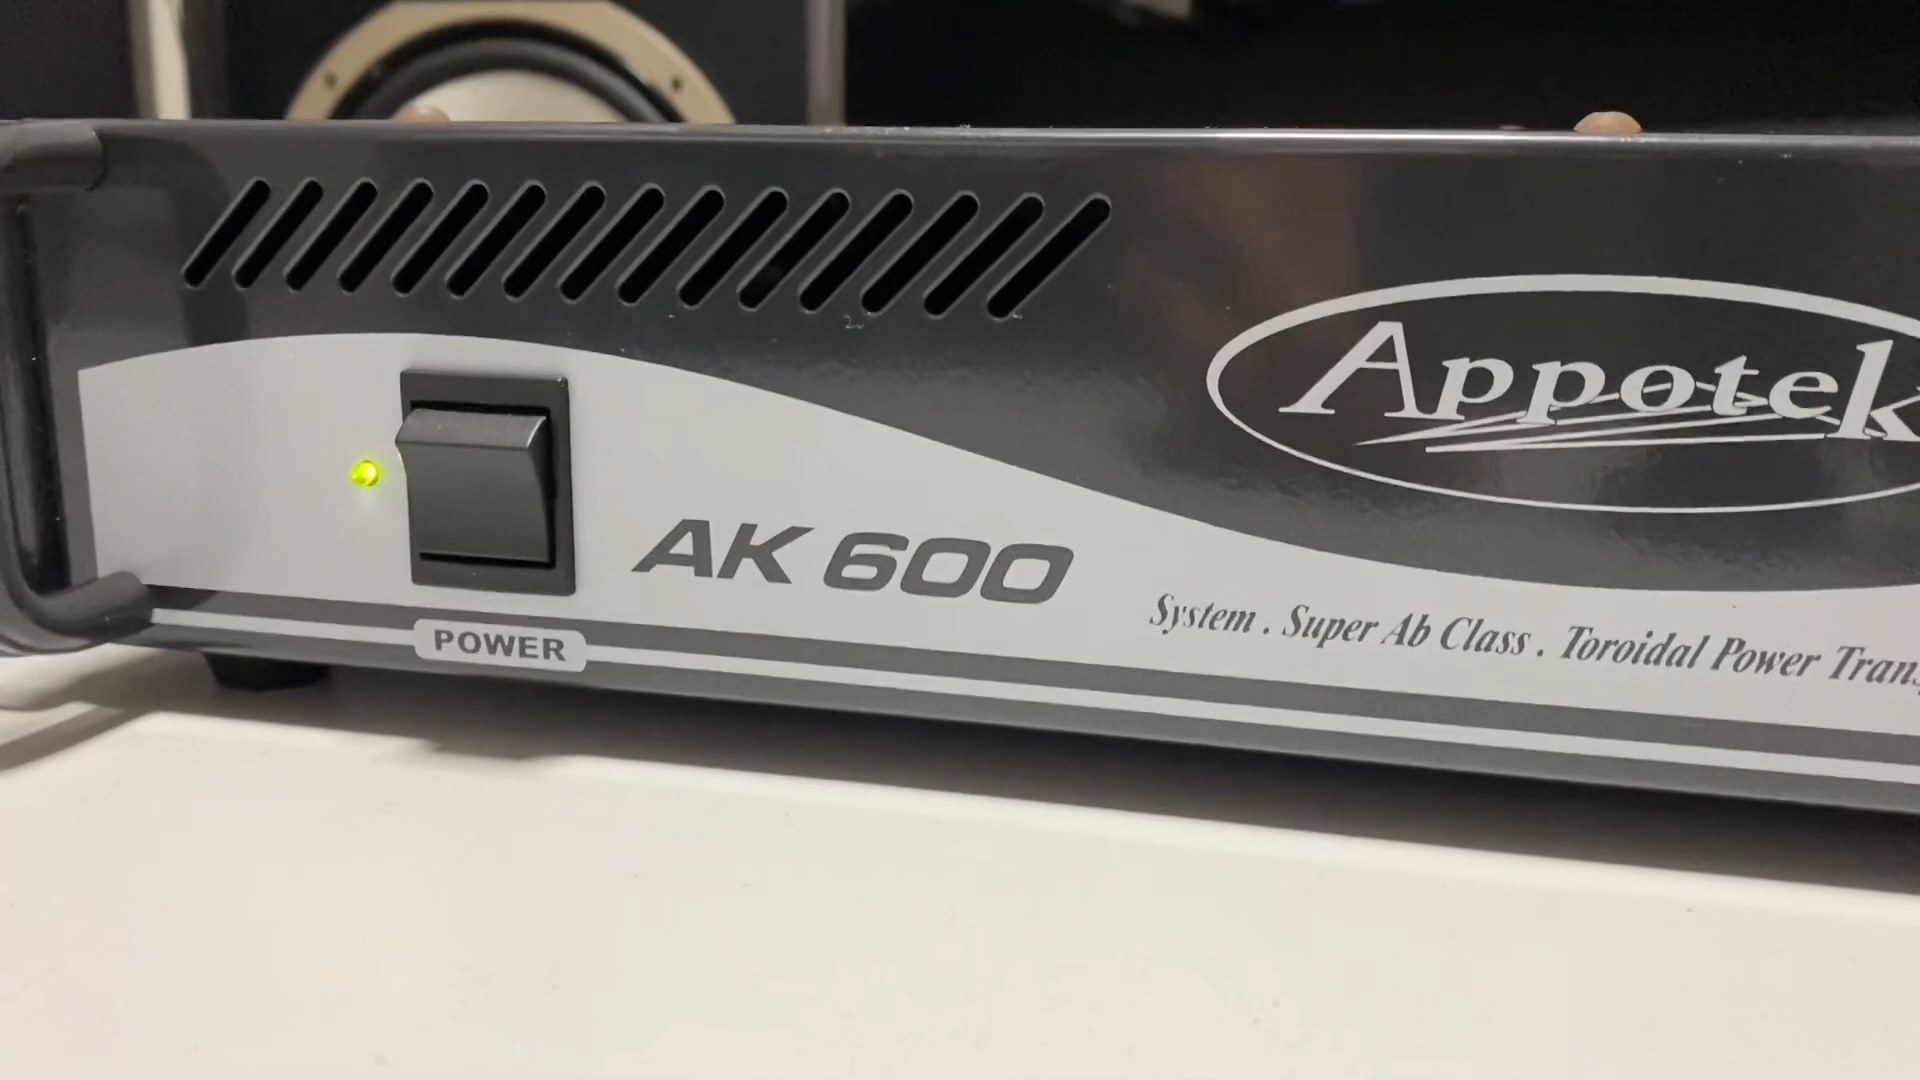 Appotek
AK 600
System . Super Ab Class . Toroidal Power
POWER